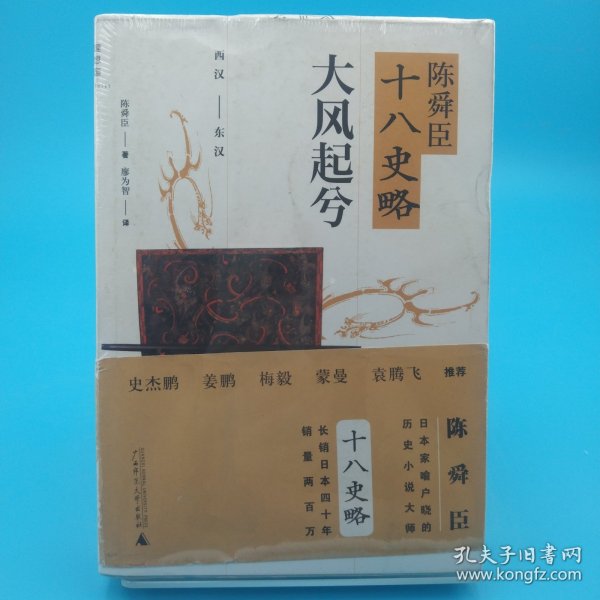 陈舜臣
十八史略
大风起兮
西汉——东汉
陈舜臣——著 廖为智——译
史杰鹏 姜鹏 梅毅 蒙曼 袁腾飞 推荐
陈舜臣
日本家喻户晓的
历史小说大师
十八史略
长销日本四十年
销量两百万
广西师范大学出版社
孔夫子旧书网
www.kongfz.com